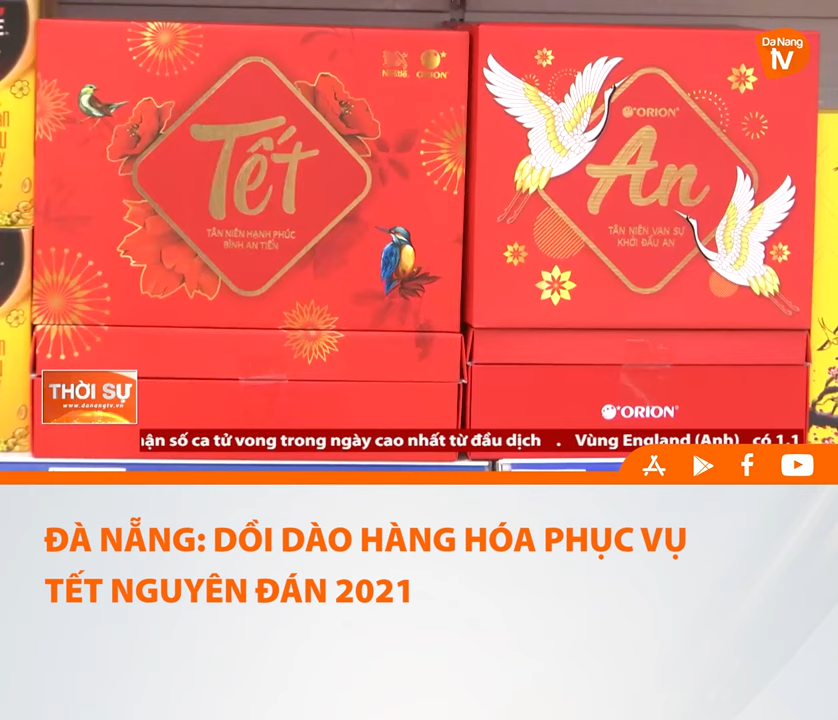 Da Nang
tv
Tết
TÂN NIÊN HẠNH PHÚC
BÌNH AN TIẾN
Nestlé
ORION
ORION
An
TÂN NIÊN VẠN SỰ
KHỞI ĐẦU AN
ORION
THỜI SỰ
www.danangtv.vn
số ca tử vong trong ngày cao nhất từ đầu dịch . Vùng England (Anh) có 1.1
ĐÀ NẴNG: DỒI DÀO HÀNG HÓA PHỤC VỤ
TẾT NGUYÊN ĐÁN 2021